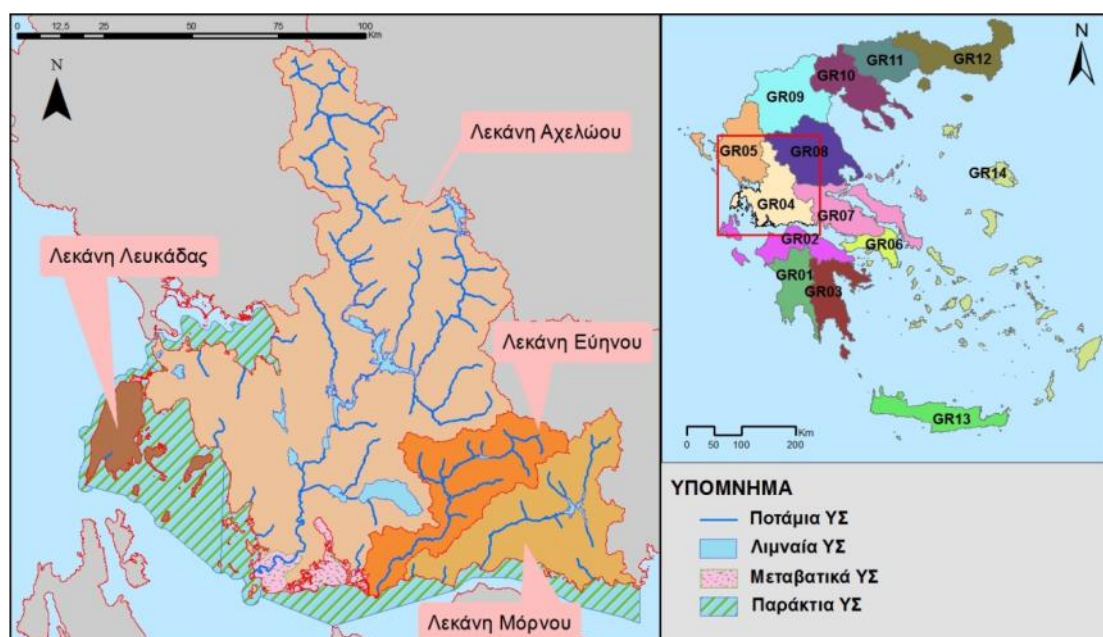 0 12,5 25 50 75 100
Km
N
Λεκάνη Αχελώου
Λεκάνη Λευκάδας
Λεκάνη Εύηνου
Λεκάνη Μόρνου
N
GR11
GR12
GR10
GR09
GR05
GR08
GR14
GR04
GR07
GR02
GR06
GR01
GR03
GR13
0 50 100 200
Km
ΥΠΟΜΝΗΜΑ
Ποτάμια ΥΣ
Λιμναία ΥΣ
Μεταβατικά ΥΣ
Παράκτια ΥΣ